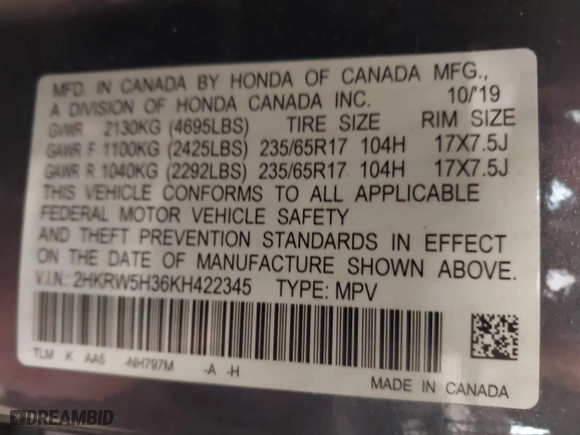 MFD. IN CANADA BY HONDA OF CANADA MFG.,
A DIVISION OF HONDA CANADA INC. 10/'19
GVWR 2130KG (4695LBS) TIRE SIZE RIM SIZE
GAWR F 1100KG (2425LBS) 235/65R17 104H 17X7.5J
GAWR R 1040KG (2292LBS) 235/65R17 104H 17X7.5J
THIS VEHICLE CONFORMS TO ALL APPLICABLE
FEDERAL MOTOR VEHICLE SAFETY
AND THEFT PREVENTION STANDARDS IN EFFECT
ON THE DATE OF MANUFACTURE SHOWN ABOVE.
V.I.N.: 2HKRW5H36KH422345 TYPE: MPV
TLM K AA5 -NH797M -A -H
MADE IN CANADA
DREAMBID